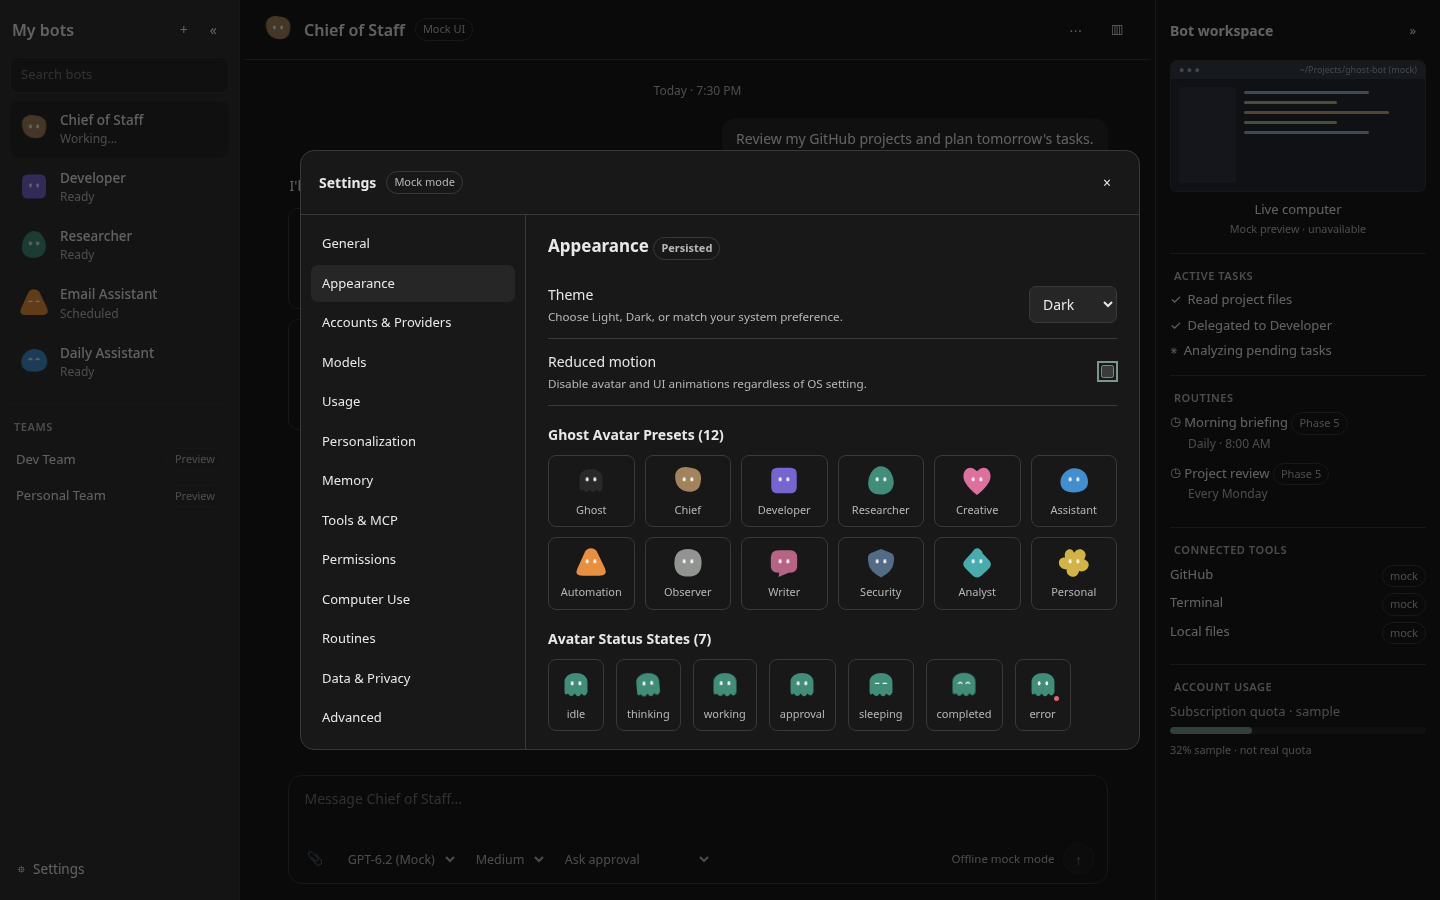 My bots
+
«
Search bots
Chief of Staff
Working...
Developer
Ready
Researcher
Ready
Email Assistant
Scheduled
Daily Assistant
Ready
TEAMS
Dev Team
Preview
Personal Team
Preview
Settings
Chief of Staff
Mock UI
...
Today · 7:30 PM
Review my GitHub projects and plan tomorrow's tasks.
Settings
Mock mode
×
General
Appearance
Accounts & Providers
Models
Usage
Personalization
Memory
Tools & MCP
Permissions
Computer Use
Routines
Data & Privacy
Advanced
Appearance
Persisted
Theme
Choose Light, Dark, or match your system preference.
Dark
Reduced motion
Disable avatar and UI animations regardless of OS setting.
Ghost Avatar Presets (12)
Ghost
Chief
Developer
Researcher
Creative
Assistant
Automation
Observer
Writer
Security
Analyst
Personal
Avatar Status States (7)
idle
thinking
working
approval
sleeping
completed
error
Message Chief of Staff...
GPT-6.2 (Mock)
Medium
Ask approval
Offline mock mode
↑
Bot workspace
»
~/Projects/ghost-bot (mock)
Live computer
Mock preview · unavailable
ACTIVE TASKS
✓ Read project files
✓ Delegated to Developer
Analyzing pending tasks
ROUTINES
Morning briefing
Phase 5
Daily · 8:00 AM
Project review
Phase 5
Every Monday
CONNECTED TOOLS
GitHub
mock
Terminal
mock
Local files
mock
ACCOUNT USAGE
Subscription quota · sample
32% sample · not real quota